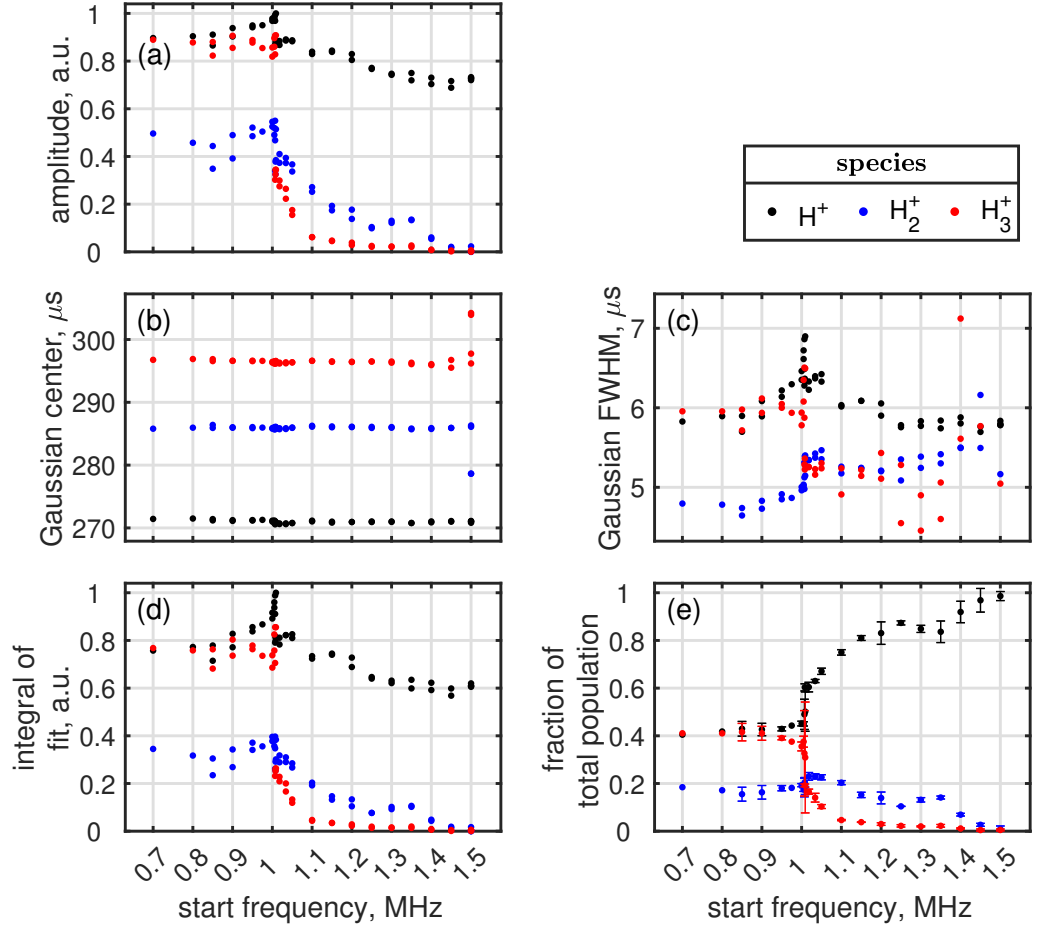 (a)
amplitude, a.u.
1
0.8
0.6
0.4
0.2
0
species
H⁺ H₂⁺ H₃⁺
(b)
Gaussian center, μs
300
290
280
270
(c)
Gaussian FWHM, μs
7
6
5
(d)
integral of
fit, a.u.
1
0.8
0.6
0.4
0.2
0
0.7 0.8 0.9 1 1.1 1.2 1.3 1.4 1.5
start frequency, MHz
(e)
fraction of
total population
1
0.8
0.6
0.4
0.2
0
0.7 0.8 0.9 1 1.1 1.2 1.3 1.4 1.5
start frequency, MHz